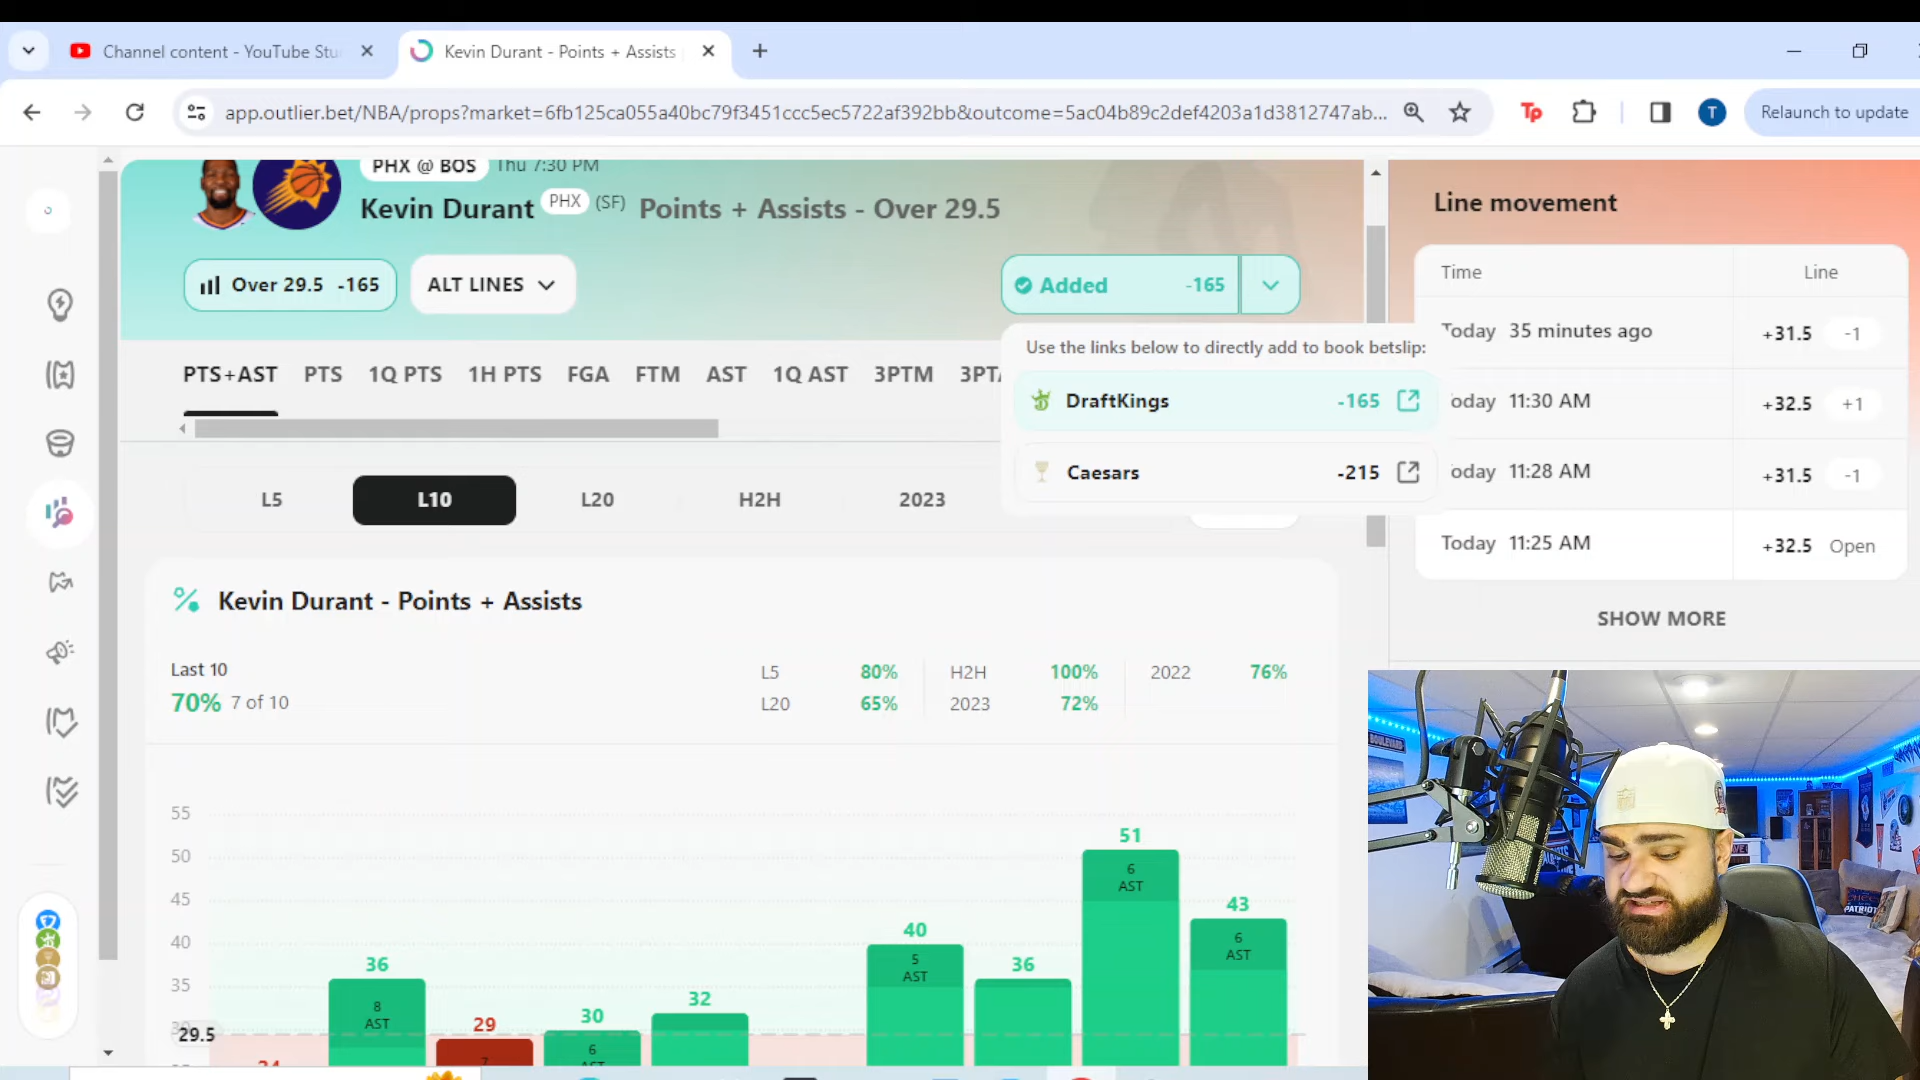 Channel content - YouTube Stu
Kevin Durant - Points + Assists
app.outlier.bet/NBA/props?market=6fb125ca055a40bc79f3451ccc5ec5722af392bb&outcome=5ac04b89c2def4203a1d3812747ab...
Tp
T
Relaunch to update
PHX @ BOS Thu 7:30 PM
Kevin Durant PHX (SF) Points + Assists - Over 29.5
Over 29.5 -165
ALT LINES
Added -165
Use the links below to directly add to book betslip:
DraftKings -165
Caesars -215
PTS+AST PTS 1Q PTS 1H PTS FGA FTM AST 1Q AST 3PTM 3PTA
L5 L10 L20 H2H 2023
Line movement
Time Line
Today 35 minutes ago +31.5 -1
oday 11:30 AM +32.5 +1
oday 11:28 AM +31.5 -1
Today 11:25 AM +32.5 Open
SHOW MORE
Kevin Durant - Points + Assists
Last 10
70% 7 of 10
L5 80% H2H 100% 2022 76%
L20 65% 2023 72%
55
50
45
40
35
29.5
36
8
AST
29
7
30
6
AST
32
40
5
AST
36
51
6
AST
43
6
AST
BOULEVARD
NFL
PATRIOT